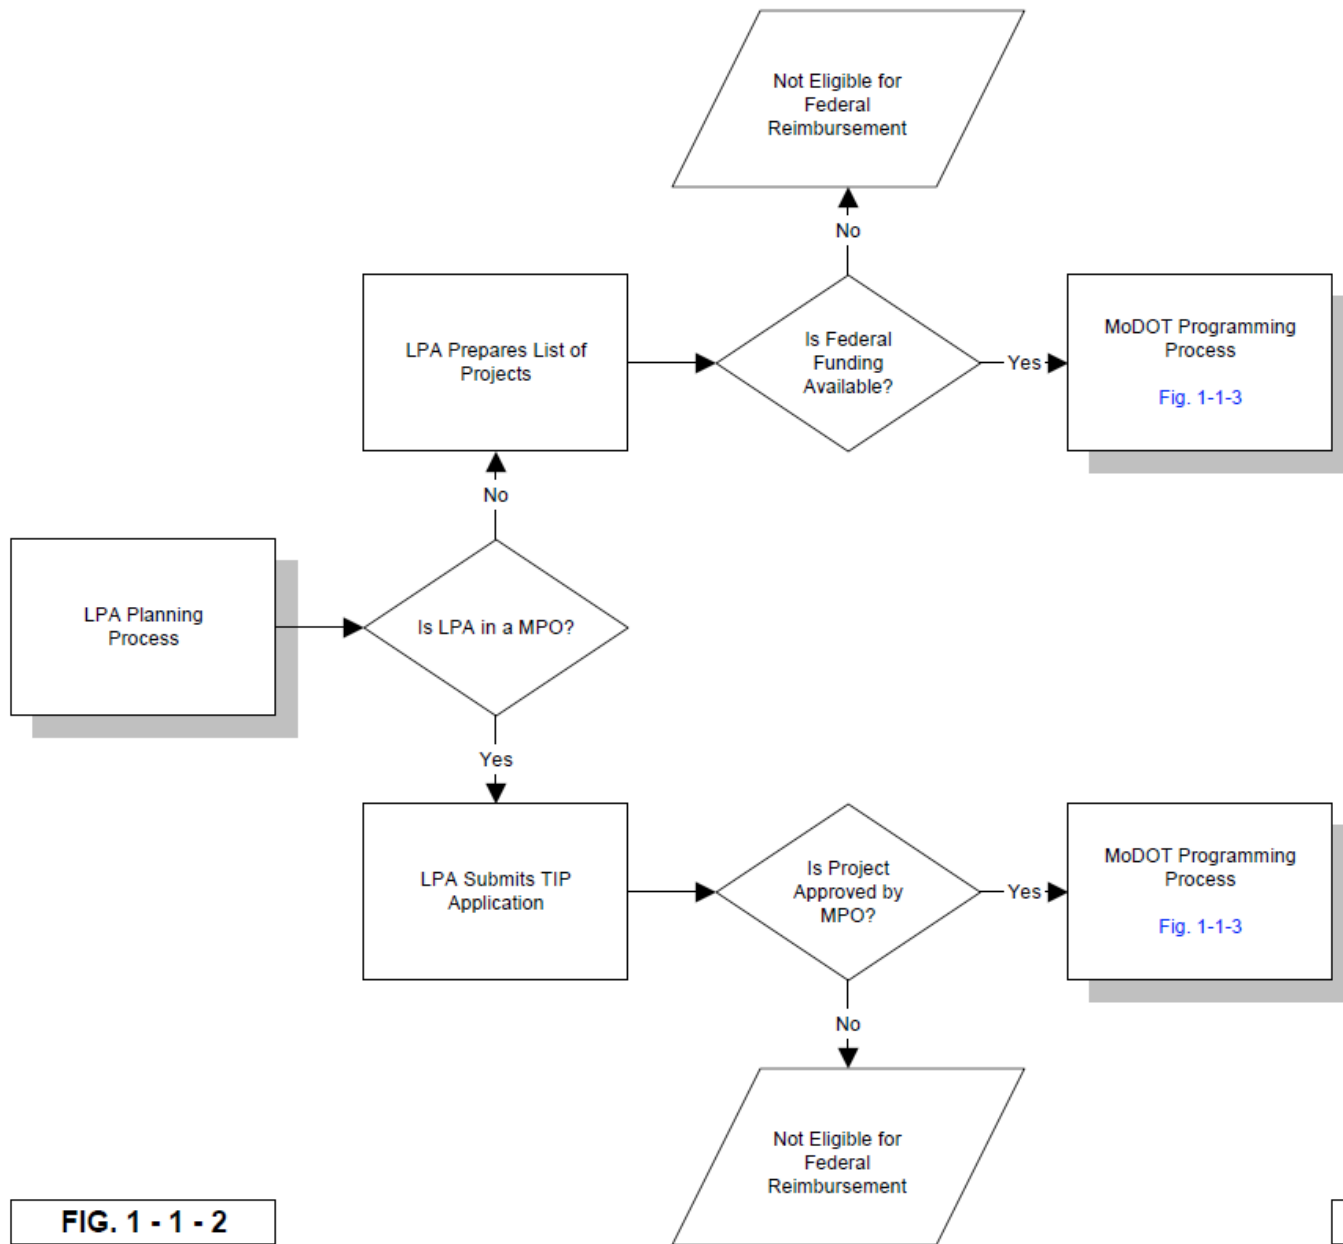 Not Eligible for
Federal
Reimbursement
No
LPA Prepares List of
Projects
Is Federal
Funding
Available?
Yes
MoDOT Programming
Process
Fig. 1-1-3
No
LPA Planning
Process
Is LPA in a MPO?
Yes
LPA Submits TIP
Application
Is Project
Approved by
MPO?
Yes
MoDOT Programming
Process
Fig. 1-1-3
No
Not Eligible for
Federal
Reimbursement
FIG. 1 - 1 - 2